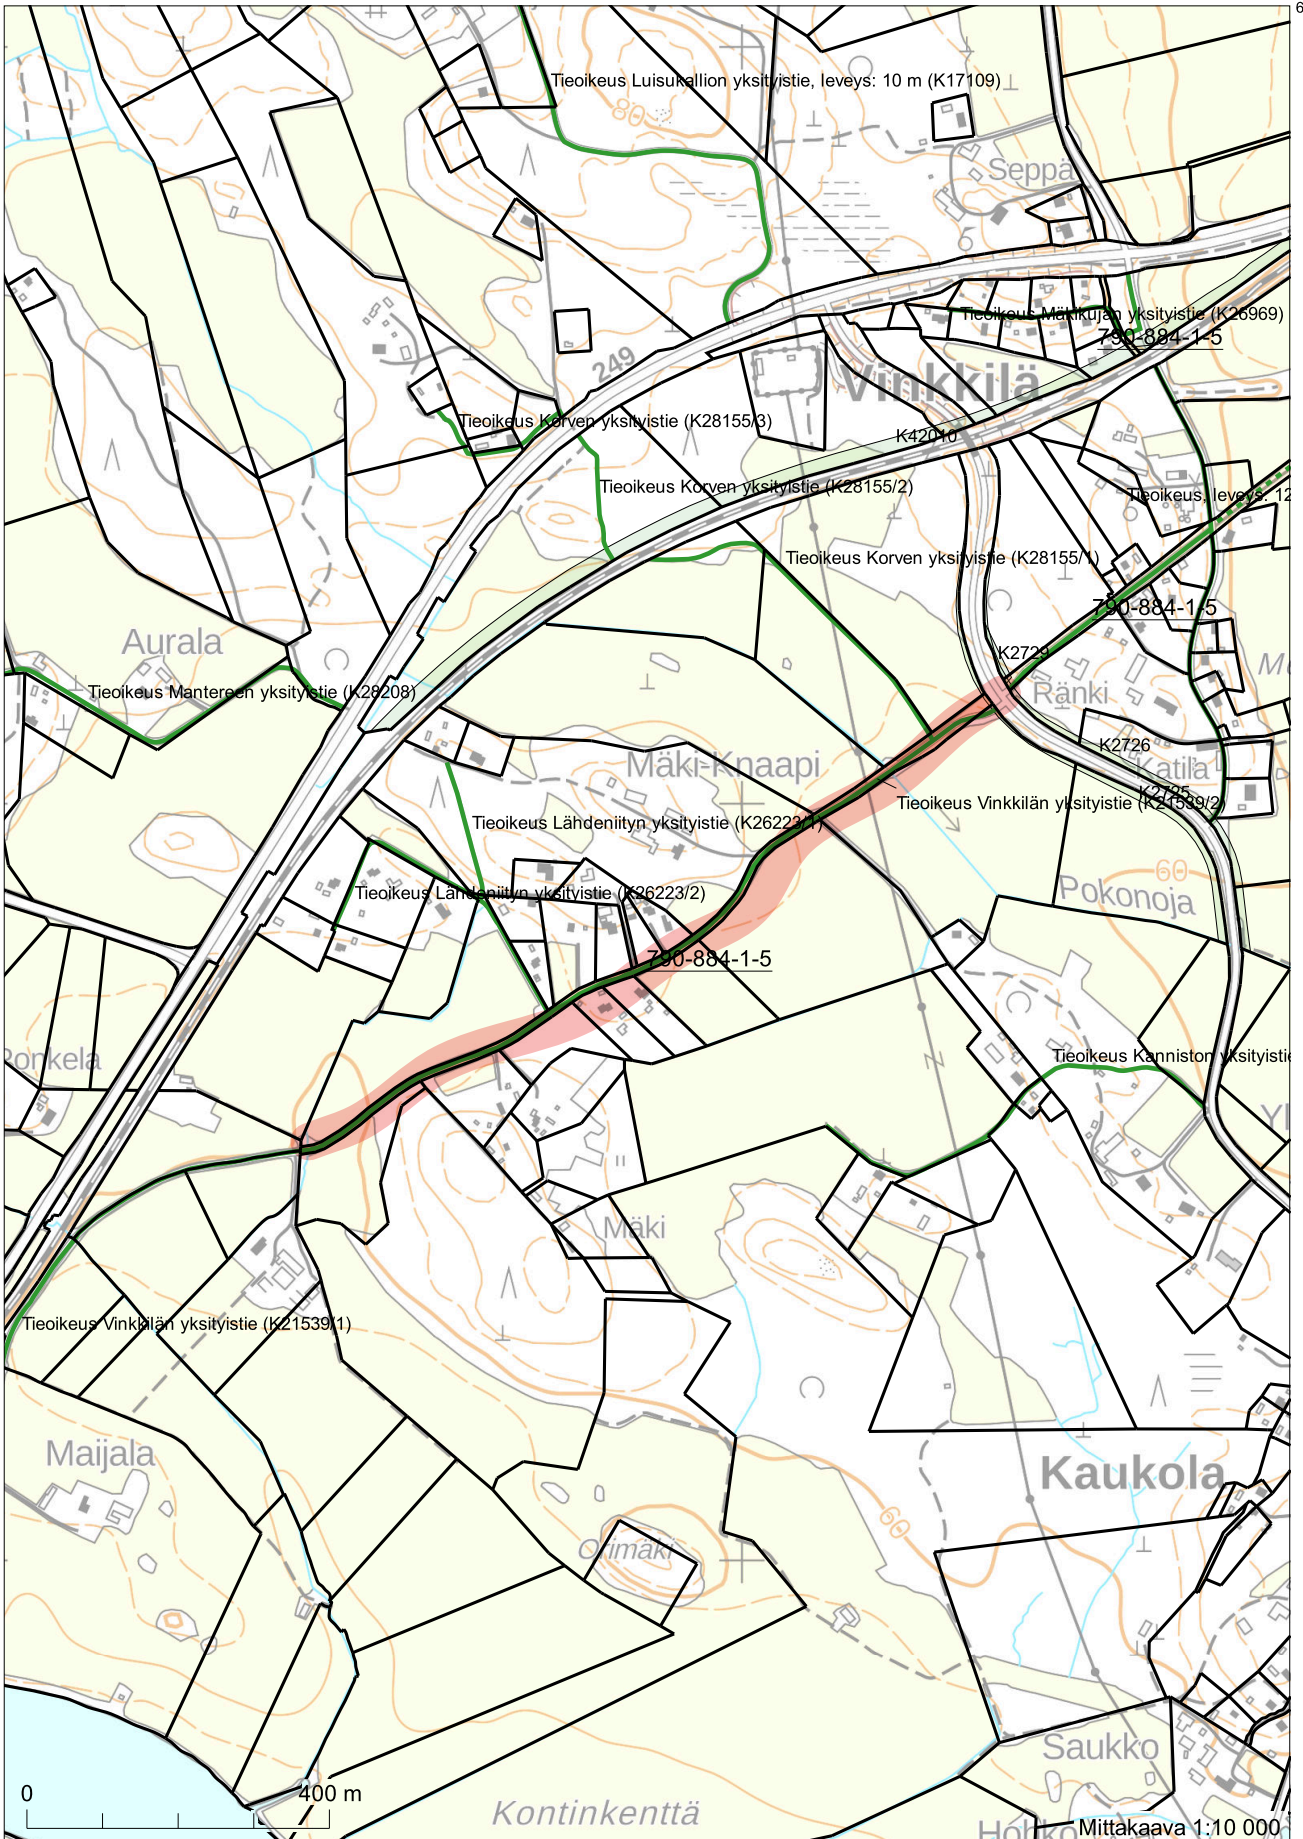 6
Tieoikeus Luisukallion yksityistie, leveys: 10 m (K17109)
80
Seppä
Tieoikeus Mäkikujan yksityistie (K26969)
790-884-1-5
249
Vinkkilä
Tieoikeus Korven yksityistie (K28155/3)
K42010
Tieoikeus Korven yksityistie (K28155/2)
Tieoikeus, leveys: 12
Tieoikeus Korven yksityistie (K28155/1)
790-884-1-5
Aurala
K2729
Tieoikeus Mantereen yksityistie (K28208)
Ränki
K2726
Mäki-Knaapi
Katila
K2725
Tieoikeus Vinkkilän yksityistie (K21539/2)
Tieoikeus Lähdeniityn yksityistie (K26223/1)
60
Tieoikeus Lähdeniityn yksityistie (K26223/2)
Pokonoja
790-884-1-5
Ronkela
Tieoikeus Kanniston yksityistie
Mäki
Tieoikeus Vinkkilän yksityistie (K21539/1)
Maijala
Kaukola
60
Orimäki
Saukko
0
400 m
Kontinkenttä
Mittakaava 1:10 000